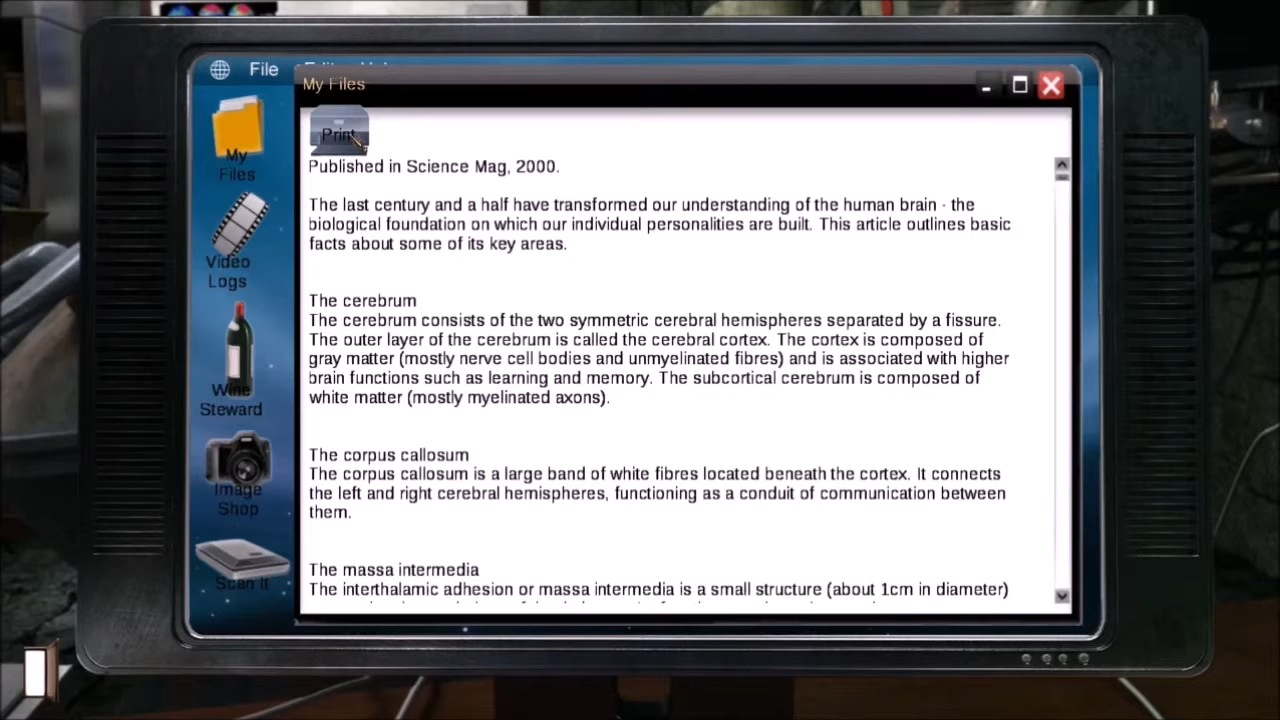 File
My Files
Print
My
Files
Video
Logs
Wine
Steward
Image
Shop
Scan It
Published in Science Mag, 2000.
The last century and a half have transformed our understanding of the human brain - the
biological foundation on which our individual personalities are built. This article outlines basic
facts about some of its key areas.
The cerebrum
The cerebrum consists of the two symmetric cerebral hemispheres separated by a fissure.
The outer layer of the cerebrum is called the cerebral cortex. The cortex is composed of
gray matter (mostly nerve cell bodies and unmyelinated fibres) and is associated with higher
brain functions such as learning and memory. The subcortical cerebrum is composed of
white matter (mostly myelinated axons).
The corpus callosum
The corpus callosum is a large band of white fibres located beneath the cortex. It connects
the left and right cerebral hemispheres, functioning as a conduit of communication between
them.
The massa intermedia
The interthalamic adhesion or massa intermedia is a small structure (about 1cm in diameter)